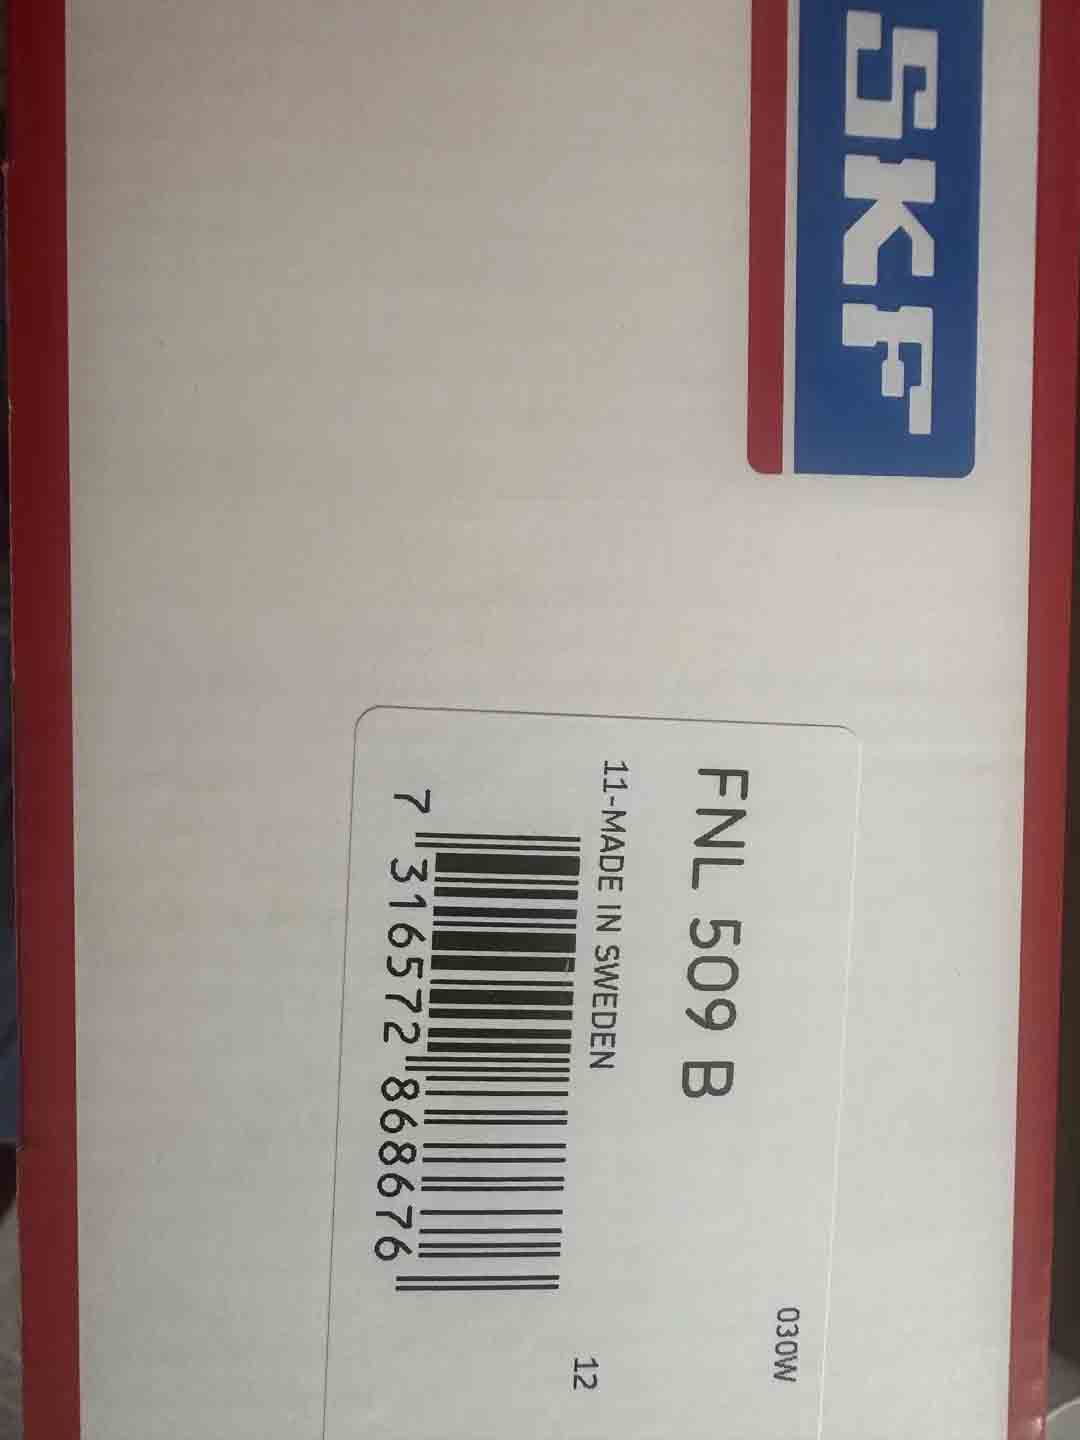 SKF
030W
FNL 509 B
11-MADE IN SWEDEN
12
7 316572 868676